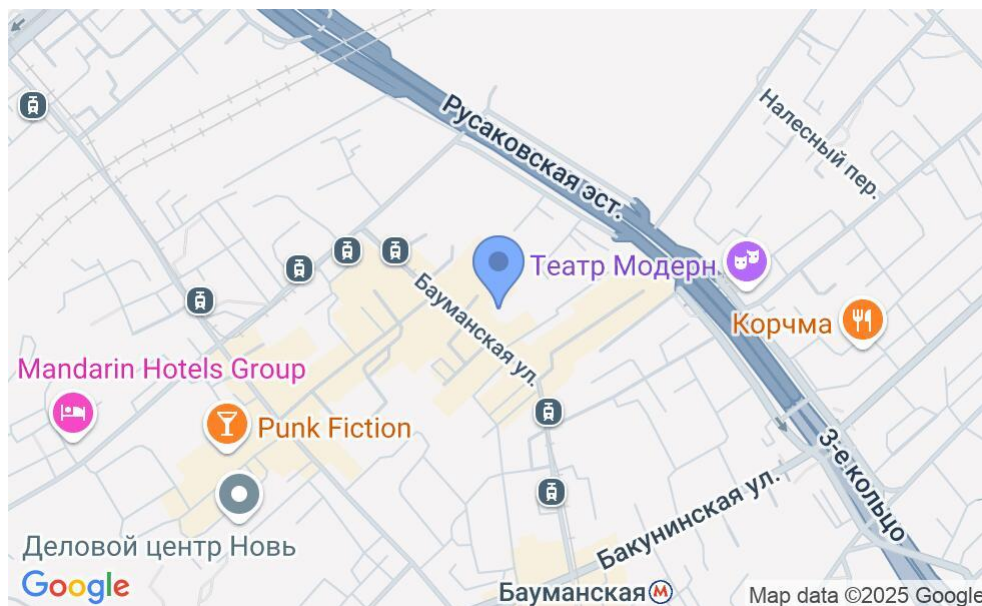 Русаковская эст.
Налесный пер.
Театр Модерн
Бауманская ул.
Корчма
Mandarin Hotels Group
Punk Fiction
3-е кольцо
Бакунинская ул.
Деловой центр Новь
Google
Бауманская М
Map data ©2025 Google